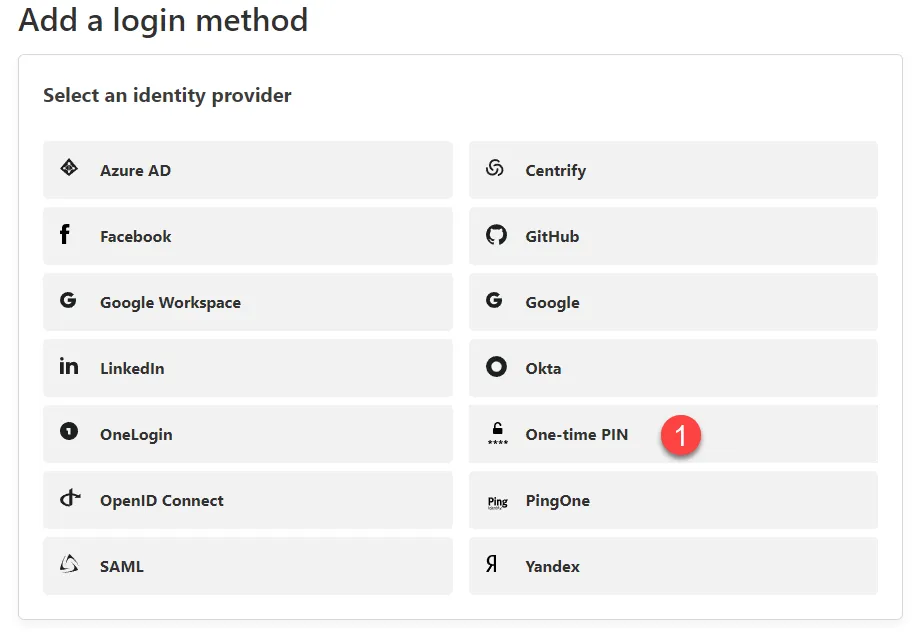 Add a login method
Select an identity provider
Azure AD
Centrify
Facebook
GitHub
Google Workspace
Google
LinkedIn
Okta
OneLogin
One-time PIN
1
OpenID Connect
PingOne
SAML
Yandex